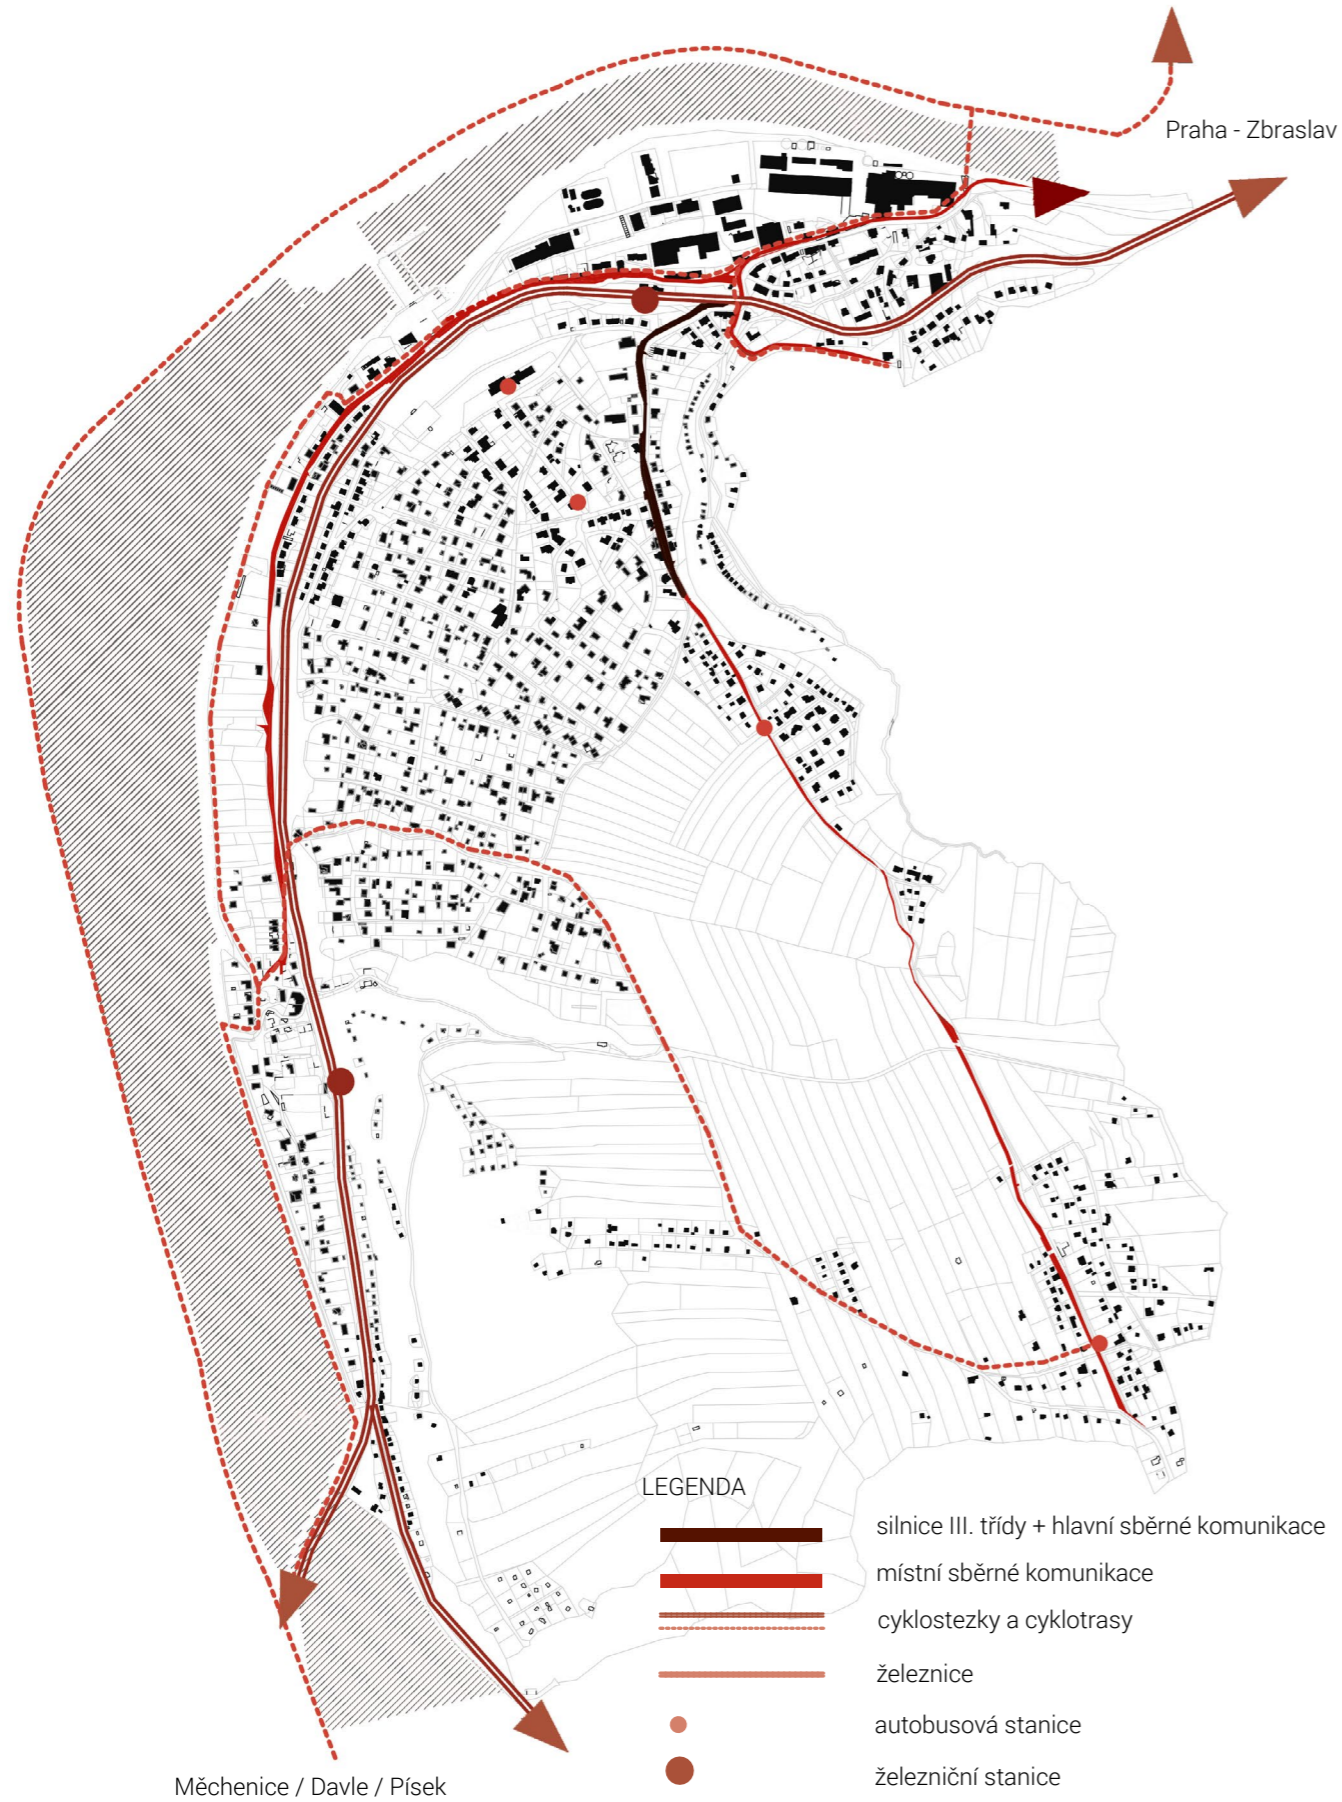 Praha - Zbraslav
LEGENDA
silnice III. třídy + hlavní sběrné komunikace
místní sběrné komunikace
cyklostezky a cyklotrasy
železnice
autobusová stanice
železniční stanice
Měchenice / Davle / Písek